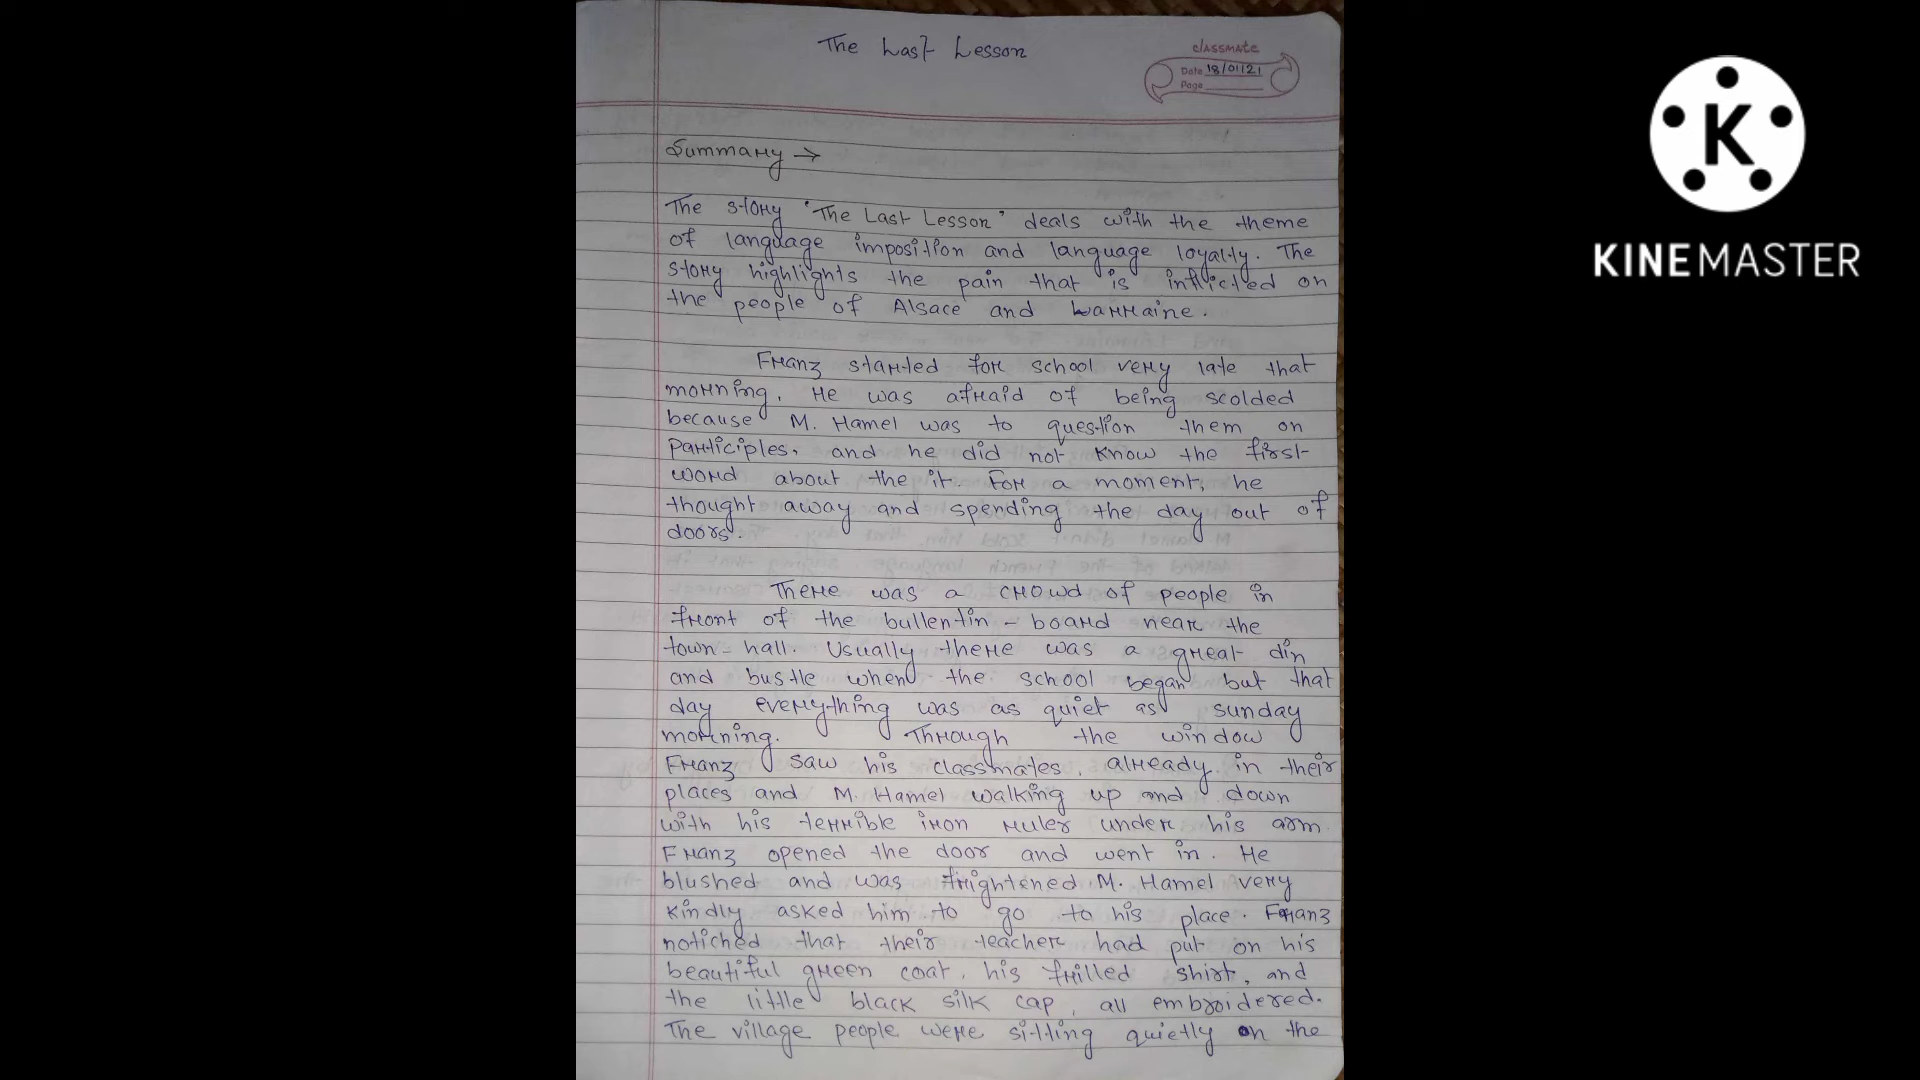 The Last Lesson
classmate
Date 18/01/21
Page
Summary →
The story "The Last Lesson" deals with the theme
of language imposition and language loyalty. The
story highlights the pain that is inflicted on
the people of Alsace and Larraine.
Franz started for school very late that
morning. He was afraid of being scolded
because M. Hamel was to question them on
participles, and he did not know the first
word about the it. For a moment, he
thought away and spending the day out of
doors.
There was a crowd of people in
front of the bullentin - board near the
town - hall. Usually there was a great din
and bustle when the school began but that
day everything was as quiet as sunday
morning. Through the window
Franz saw his classmates, already in their
places and M. Hamel walking up and down
with his terrible iron ruler under his arm.
Franz opened the door and went in. He
blushed and was frightened. M. Hamel very
kindly asked him to go to his place. Franz
notiched that their teacher had put on his
beautiful green coat, his frilled shirt, and
the little black silk cap, all embroidered.
The village people were sitting quietly on the
K
KINEMASTER